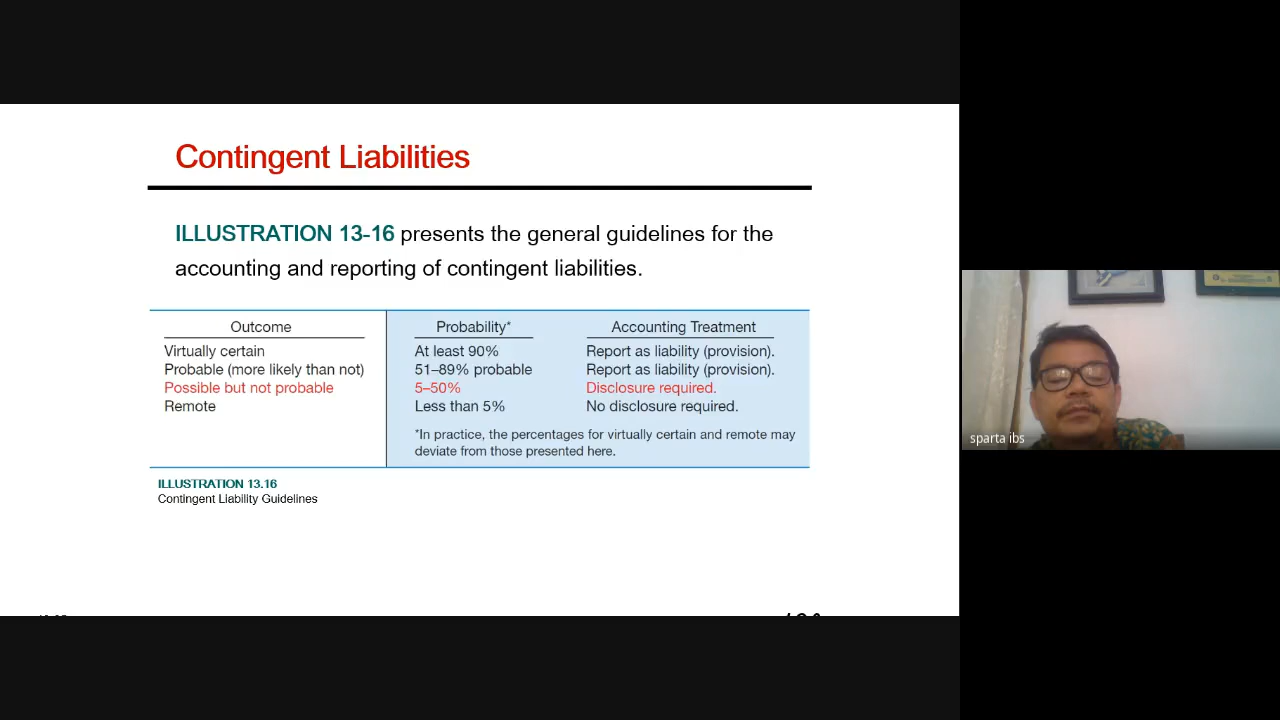 Contingent Liabilities
ILLUSTRATION 13-16 presents the general guidelines for the
accounting and reporting of contingent liabilities.
Outcome Probability* Accounting Treatment
Virtually certain At least 90% Report as liability (provision).
Probable (more likely than not) 51–89% probable Report as liability (provision).
Possible but not probable 5–50% Disclosure required.
Remote Less than 5% No disclosure required.
*In practice, the percentages for virtually certain and remote may
deviate from those presented here.
ILLUSTRATION 13.16
Contingent Liability Guidelines
sparta ibs